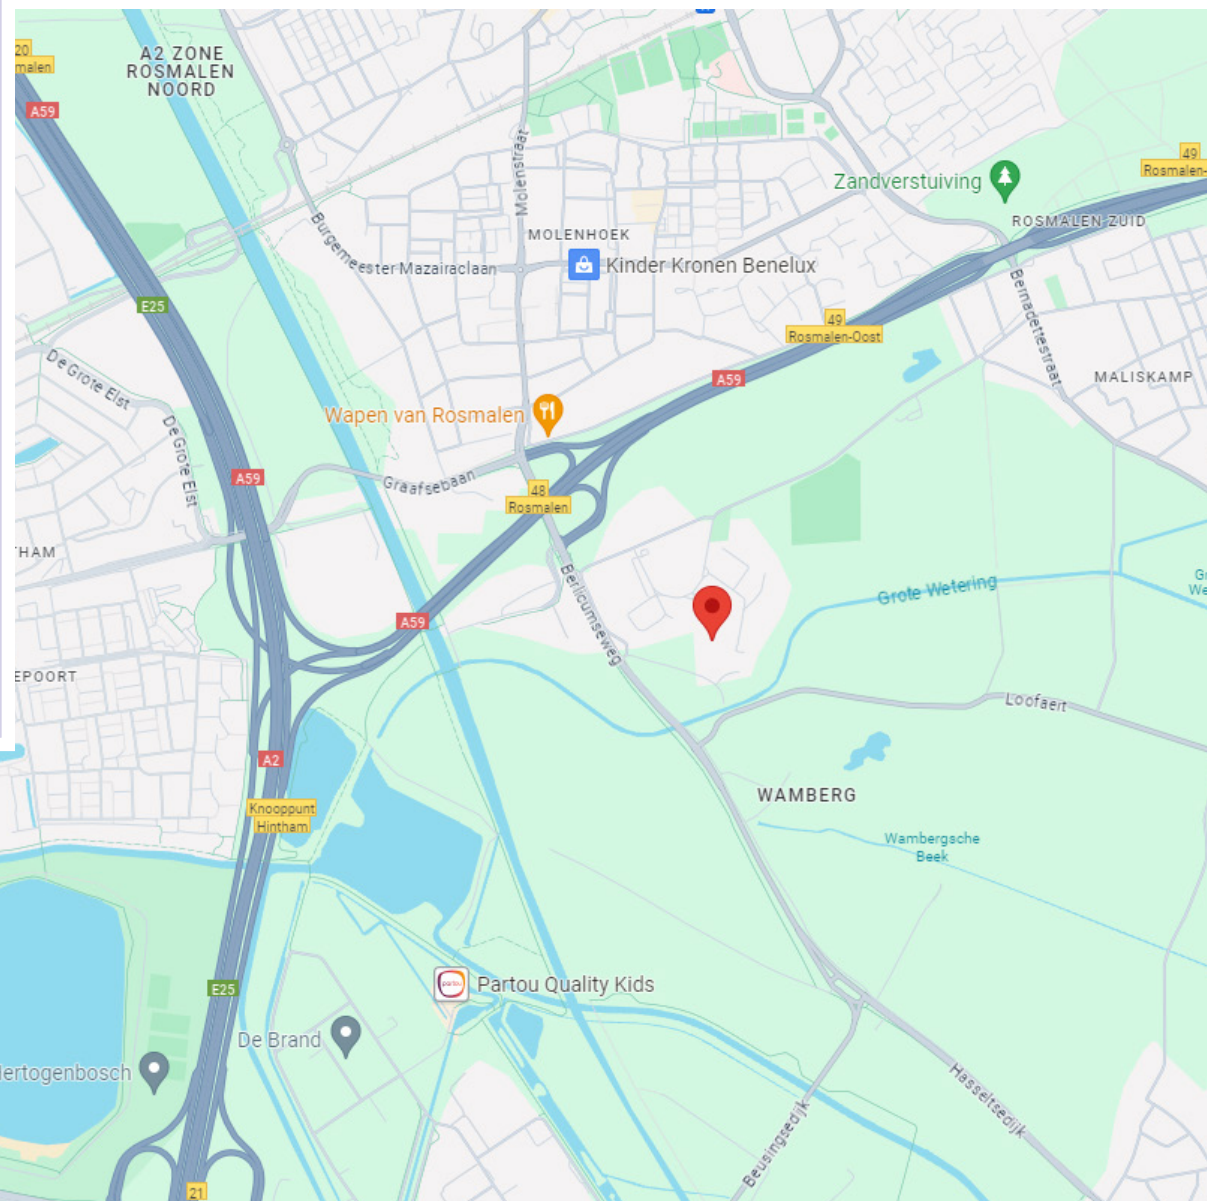 A2 ZONE
ROSMALEN
NOORD
20
malen
A59
Molenstraat
49
Rosmalen-
Zandverstuiving
ROSMALEN ZUID
MOLENHOEK
Burgemeester Mazairaclaan
Kinder Kronen Benelux
E25
49
Rosmalen-Oost
Bernadettestraat
De Grote Elst
A59
MALISKAMP
Wapen van Rosmalen
De Grote Elst
A59
Graafsebaan
48
Rosmalen
THAM
Berlicumseweg
Grote Wetering
Gr
We
A59
EPOORT
Loofaert
A2
WAMBERG
Knooppunt
Hintham
Wambergsche
Beek
Partou Quality Kids
partou
E25
De Brand
Hertogenbosch
Hasseltsedijk
Beusingsedijk
21